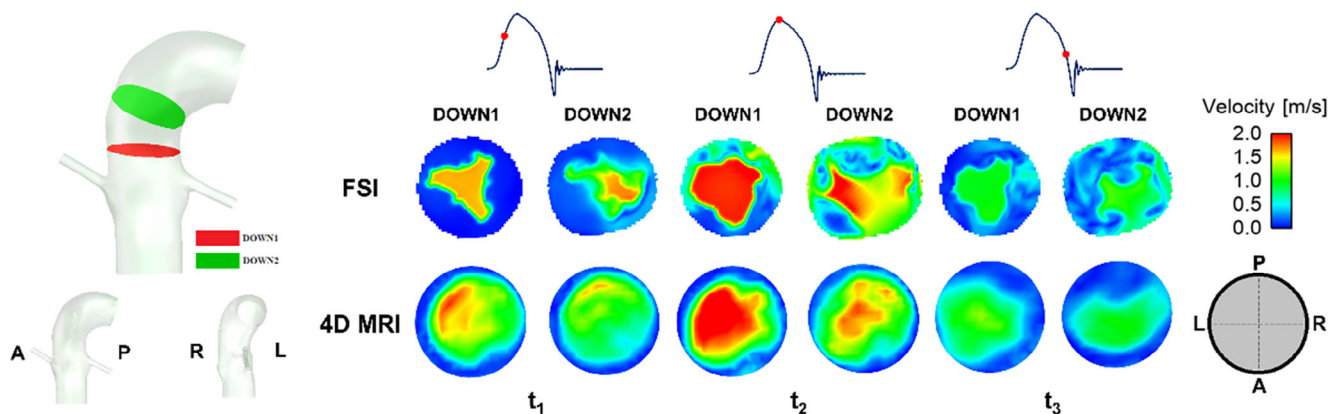 DOWN1 DOWN2 DOWN1 DOWN2 DOWN1 DOWN2
Velocity [m/s]
2.0
1.5
1.0
0.5
0.0
FSI
DOWN1
DOWN2
4D MRI
A P R L
P
L R
A
t1 t2 t3